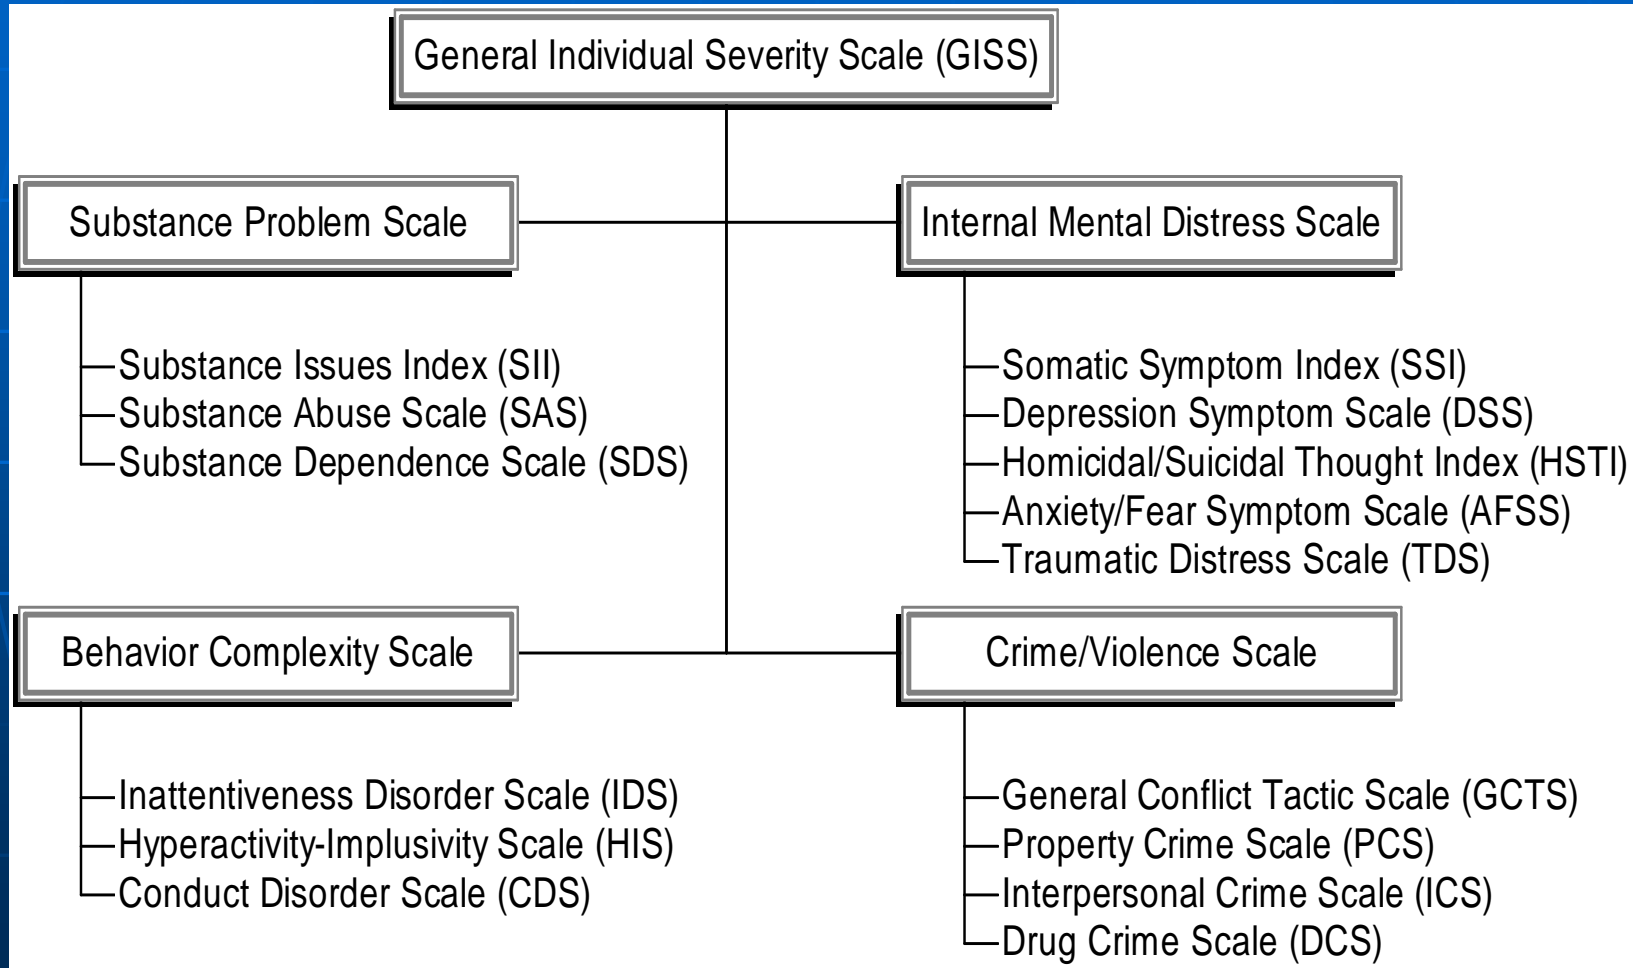 General Individual Severity Scale (GISS)
Substance Problem Scale
Substance Issues Index (SII)
Substance Abuse Scale (SAS)
Substance Dependence Scale (SDS)
Internal Mental Distress Scale
Somatic Symptom Index (SSI)
Depression Symptom Scale (DSS)
Homicidal/Suicidal Thought Index (HSTI)
Anxiety/Fear Symptom Scale (AFSS)
Traumatic Distress Scale (TDS)
Behavior Complexity Scale
Inattentiveness Disorder Scale (IDS)
Hyperactivity-Implusivity Scale (HIS)
Conduct Disorder Scale (CDS)
Crime/Violence Scale
General Conflict Tactic Scale (GCTS)
Property Crime Scale (PCS)
Interpersonal Crime Scale (ICS)
Drug Crime Scale (DCS)